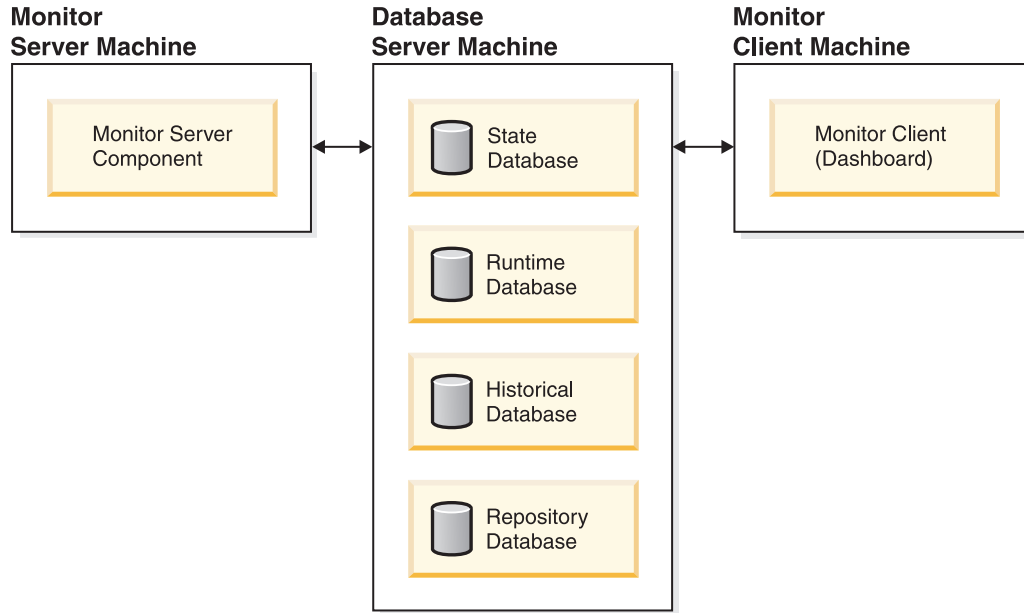 Monitor
Server Machine
Monitor Server
Component
Database
Server Machine
State
Database
Runtime
Database
Historical
Database
Repository
Database
Monitor
Client Machine
Monitor Client
(Dashboard)